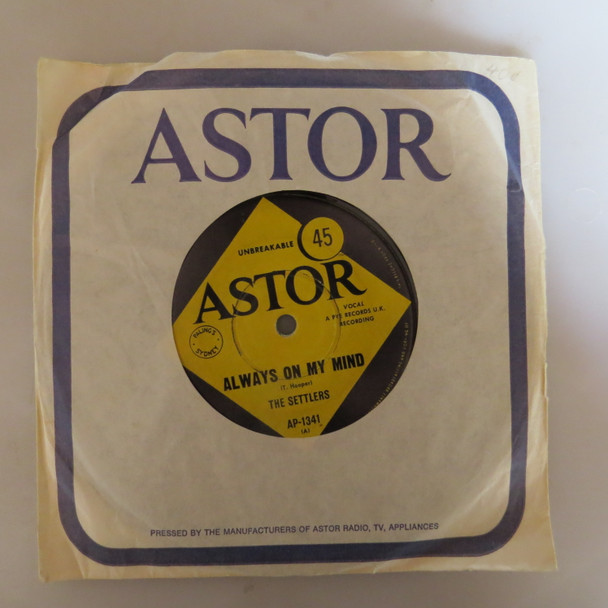 ASTOR
UNBREAKABLE
45
ASTOR
VOCAL
A PYE RECORDS U.K.
RECORDING
SYDNEY
ALWAYS ON MY MIND
(T. Hooper)
THE SETTLERS
AP-1341
(A)
PRESSED BY THE MANUFACTURERS OF ASTOR RADIO, TV, APPLIANCES